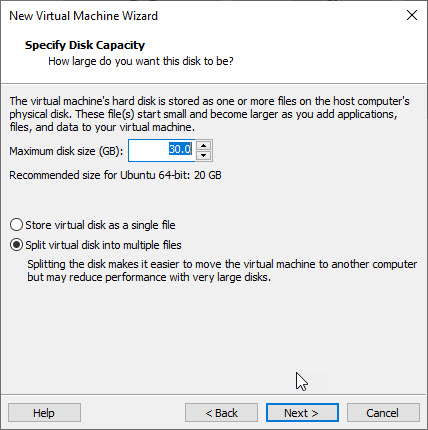 New Virtual Machine Wizard
Specify Disk Capacity
How large do you want this disk to be?
The virtual machine's hard disk is stored as one or more files on the host computer's
physical disk. These file(s) start small and become larger as you add applications,
files, and data to your virtual machine.
Maximum disk size (GB): 30.0
Recommended size for Ubuntu 64-bit: 20 GB
Store virtual disk as a single file
Split virtual disk into multiple files
Splitting the disk makes it easier to move the virtual machine to another computer
but may reduce performance with very large disks.
Help < Back Next > Cancel